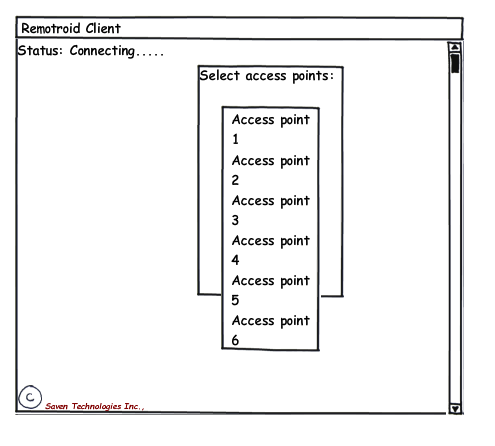 Remotroid Client
Status: Connecting.....
Select access points:
Access point
1
Access point
2
Access point
3
Access point
4
Access point
5
Access point
6
C
Saven Technologies Inc.,